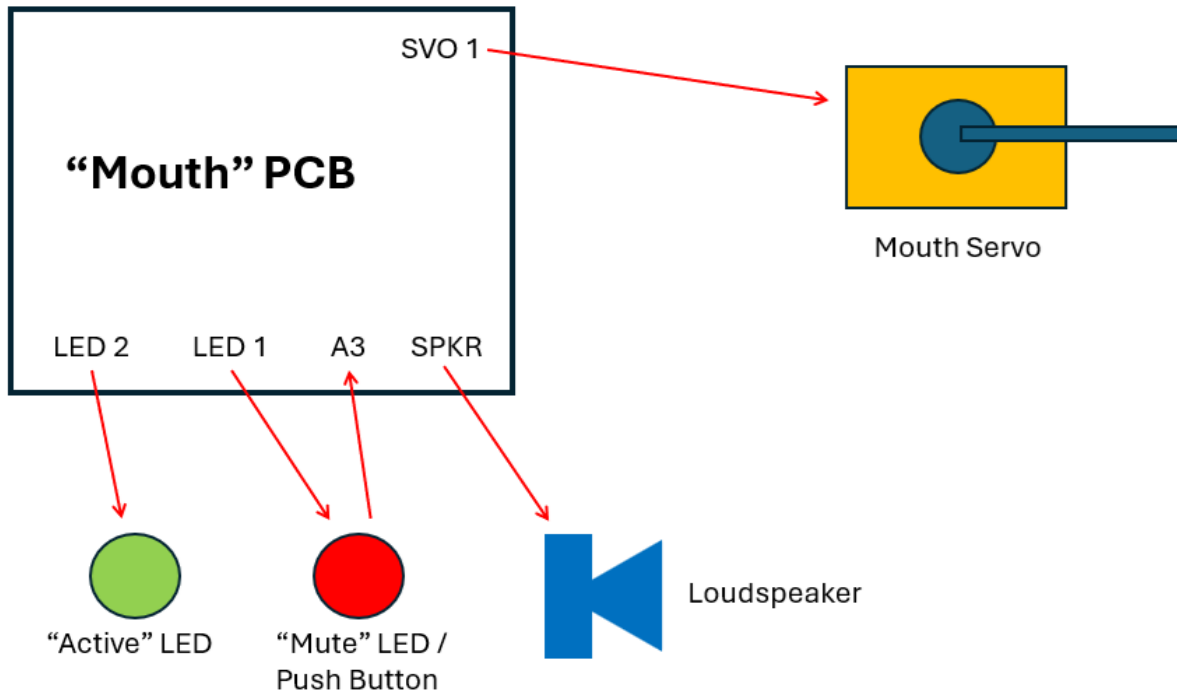 SVO 1
“Mouth” PCB
Mouth Servo
LED 2 LED 1 A3 SPKR
Loudspeaker
“Active” LED
“Mute” LED /
Push Button